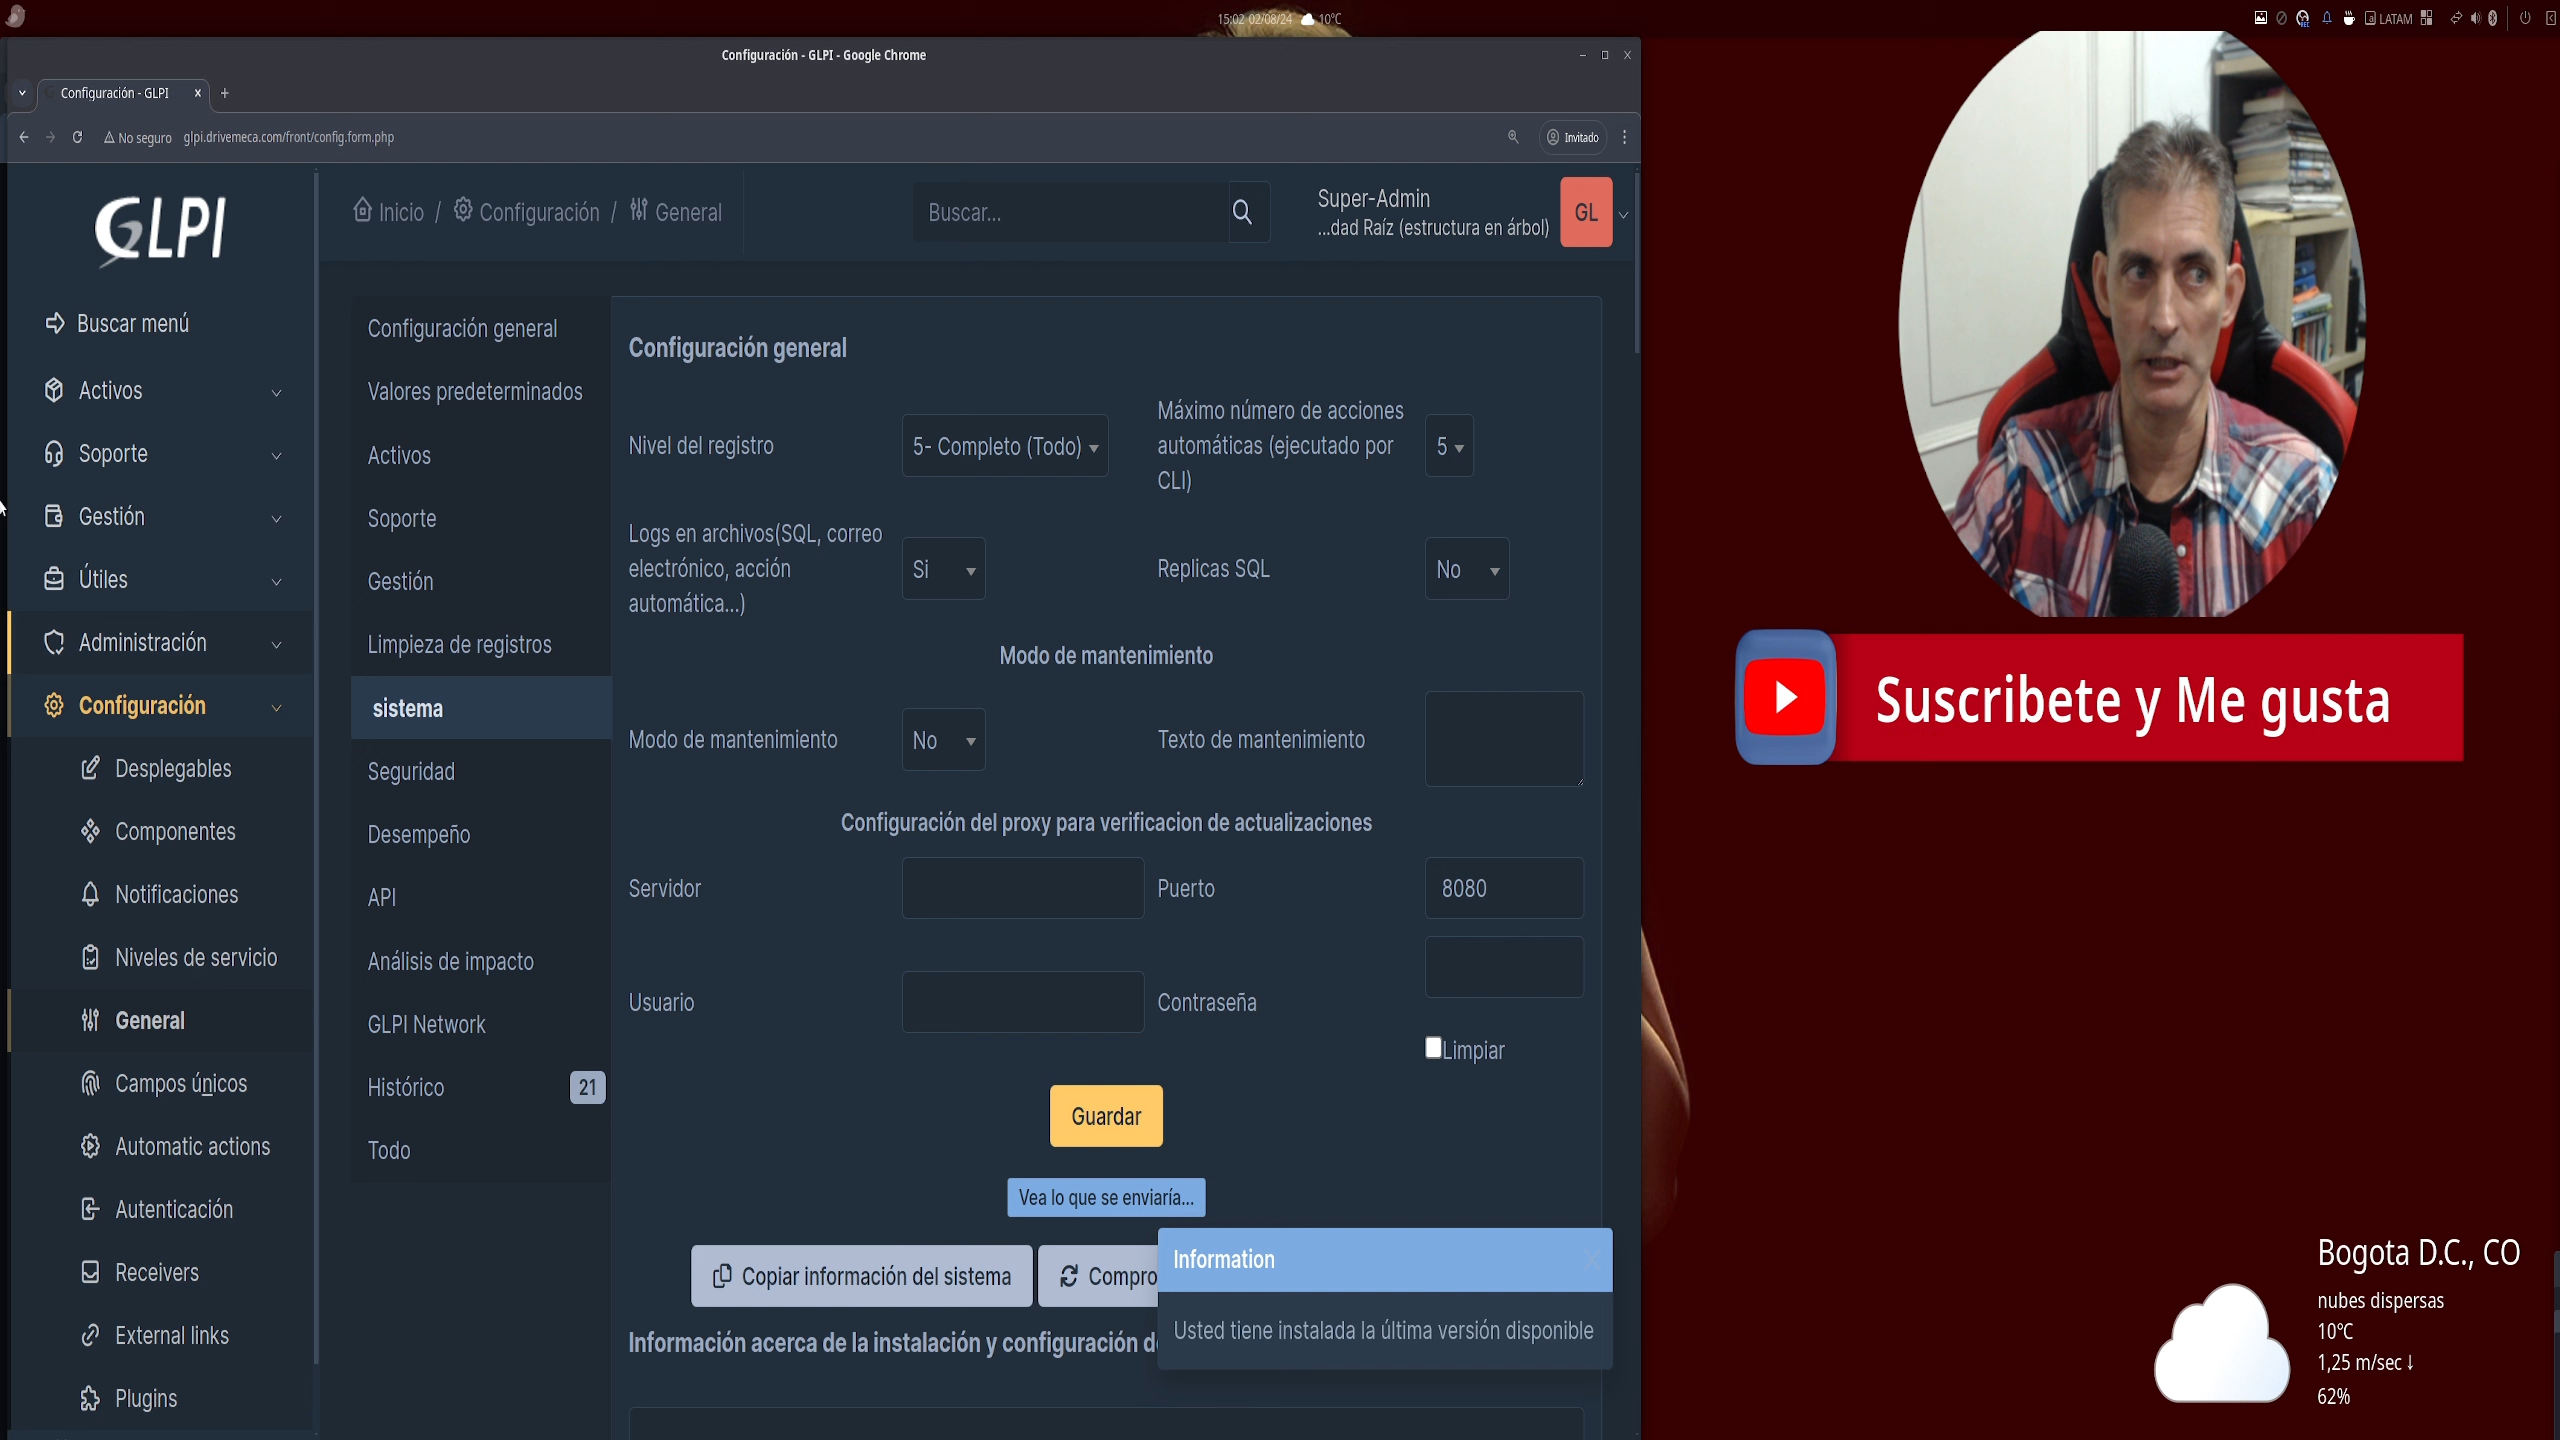 15:02 02/08/24 10°C
LATAM
Configuración - GLPI - Google Chrome
Configuración - GLPI
No seguro glpi.drivemeca.com/front/config.form.php
Invitado
GLPI
Buscar menú
Activos
Soporte
Gestión
Útiles
Administración
Configuración
Desplegables
Componentes
Notificaciones
Niveles de servicio
General
Campos únicos
Automatic actions
Autenticación
Receivers
External links
Plugins
Inicio / Configuración / General
Buscar...
Super-Admin
...dad Raíz (estructura en árbol)
GL
Configuración general
Valores predeterminados
Activos
Soporte
Gestión
Limpieza de registros
sistema
Seguridad
Desempeño
API
Análisis de impacto
GLPI Network
Histórico 21
Todo
Configuración general
Nivel del registro
5- Completo (Todo)
Máximo número de acciones
automáticas (ejecutado por
CLI)
5
Logs en archivos(SQL, correo
electrónico, acción
automática...)
Si
Replicas SQL
No
Modo de mantenimiento
Modo de mantenimiento
No
Texto de mantenimiento
Configuración del proxy para verificacion de actualizaciones
Servidor
Puerto
8080
Usuario
Contraseña
Limpiar
Guardar
Vea lo que se enviaría...
Copiar información del sistema
Compro
Información acerca de la instalación y configuración d
Information
Usted tiene instalada la última versión disponible
Suscribete y Me gusta
Bogota D.C., CO
nubes dispersas
10°C
1,25 m/sec ↓
62%